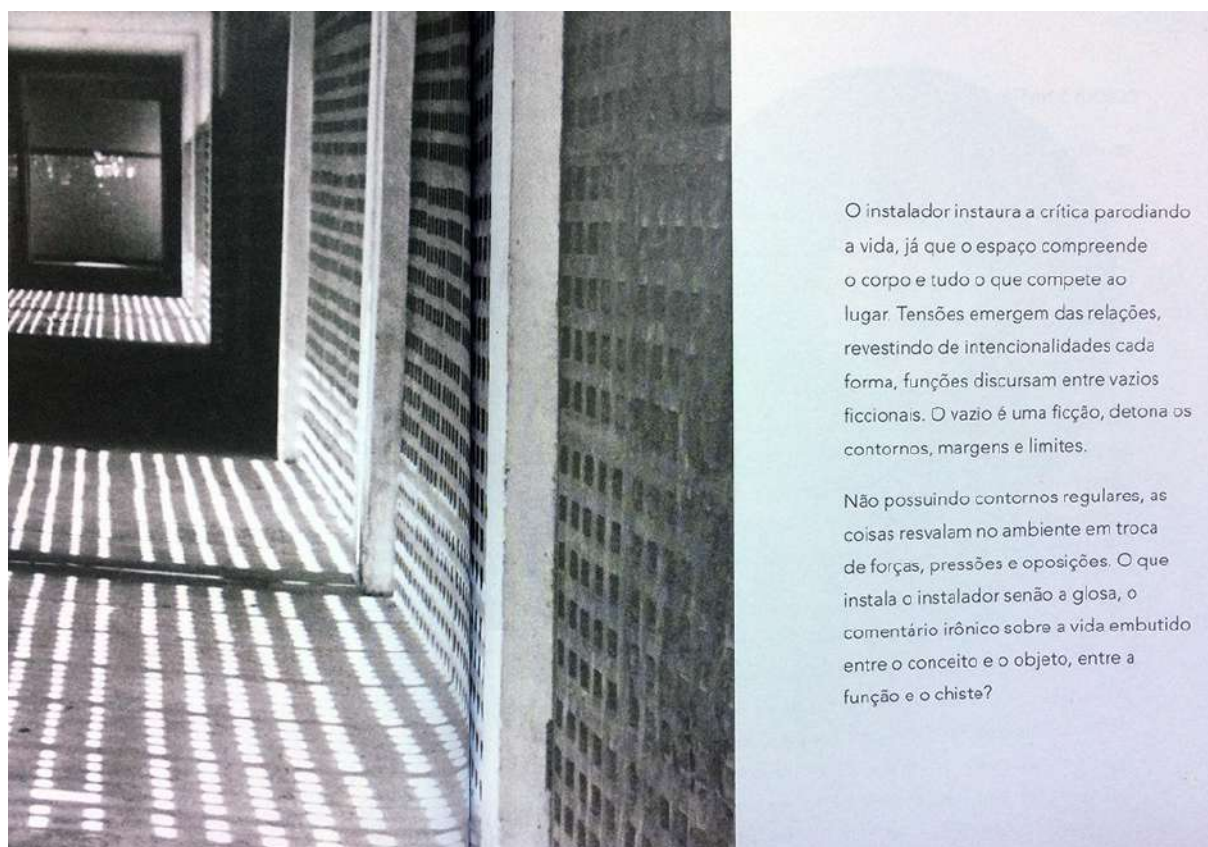 O instalador instaura a crítica parodiando
a vida, já que o espaço compreende
o corpo e tudo o que compete ao
lugar. Tensões emergem das relações,
revestindo de intencionalidades cada
forma, funções discursam entre vazios
ficcionais. O vazio é uma ficção, detona os
contornos, margens e limites.
Não possuindo contornos regulares, as
coisas resvalam no ambiente em troca
de forças, pressões e oposições. O que
instala o instalador senão a glosa, o
comentário irônico sobre a vida embutido
entre o conceito e o objeto, entre a
função e o chiste?